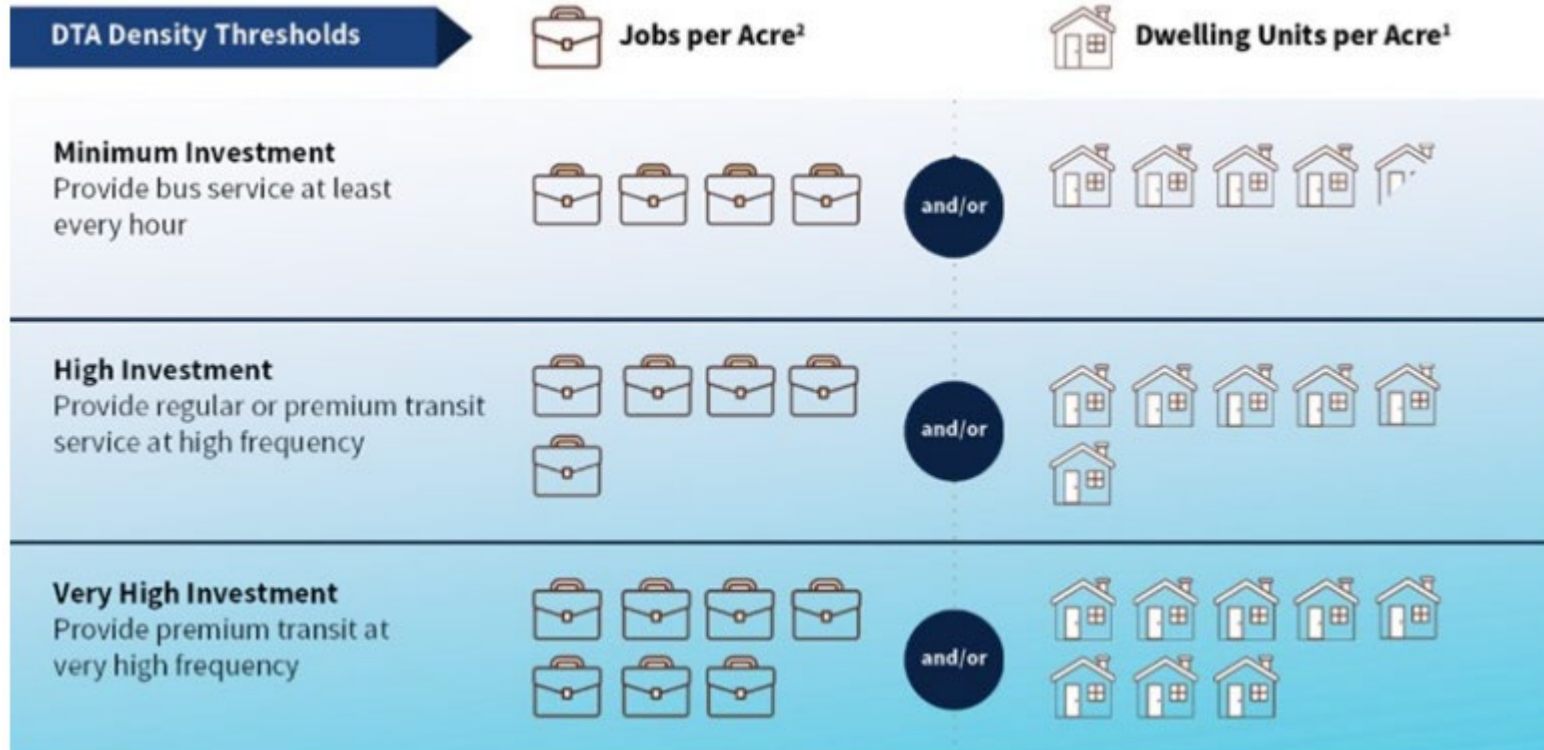 DTA Density Thresholds
Jobs per Acre²
Dwelling Units per Acre¹
Minimum Investment
Provide bus service at least
every hour
and/or
High Investment
Provide regular or premium transit
service at high frequency
and/or
Very High Investment
Provide premium transit at
very high frequency
and/or